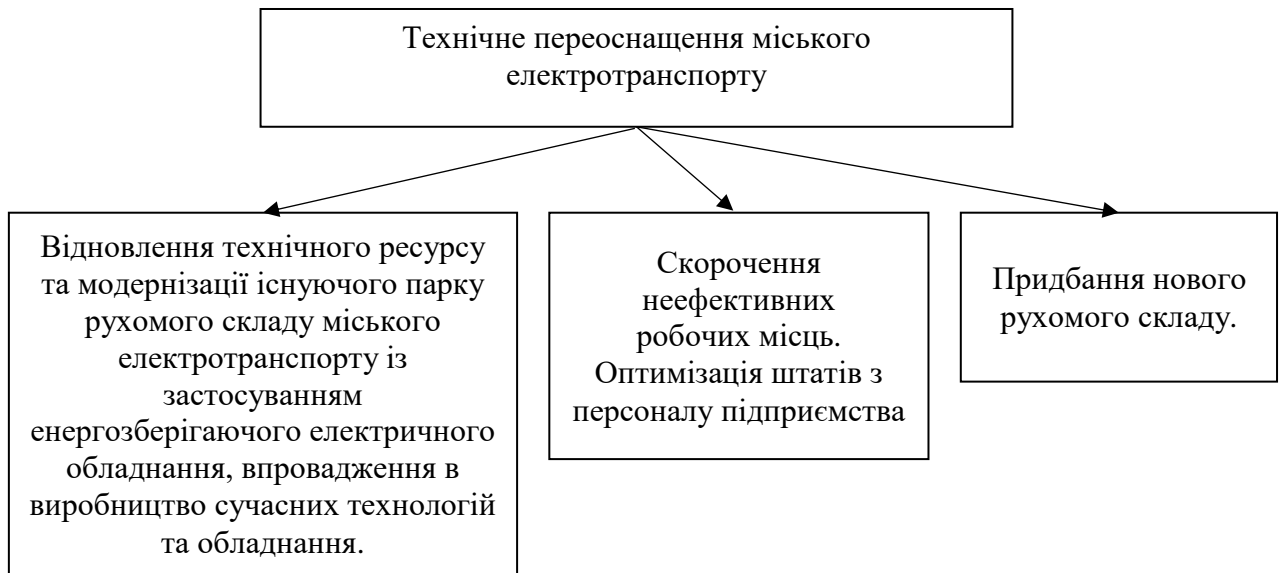 Технічне переоснащення міського
електротранспорту
Відновлення технічного ресурсу
та модернізації існуючого парку
рухомого складу міського
електротранспорту із
застосуванням
енергозберігаючого електричного
обладнання, впровадження в
виробництво сучасних технологій
та обладнання.
Скорочення
неефективних
робочих місць.
Оптимізація штатів з
персоналу підприємства
Придбання нового
рухомого складу.